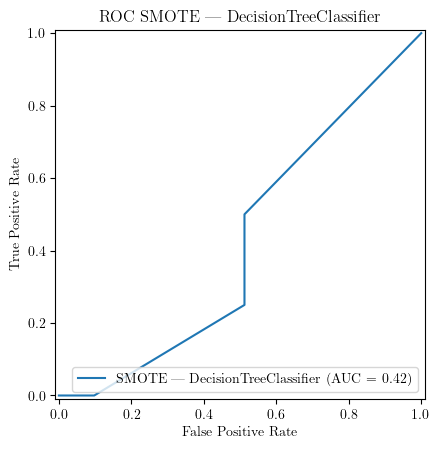 ROC SMOTE — DecisionTreeClassifier
1.0
0.8
0.6
0.4
0.2
0.0
True Positive Rate
SMOTE — DecisionTreeClassifier (AUC = 0.42)
0.0 0.2 0.4 0.6 0.8 1.0
False Positive Rate